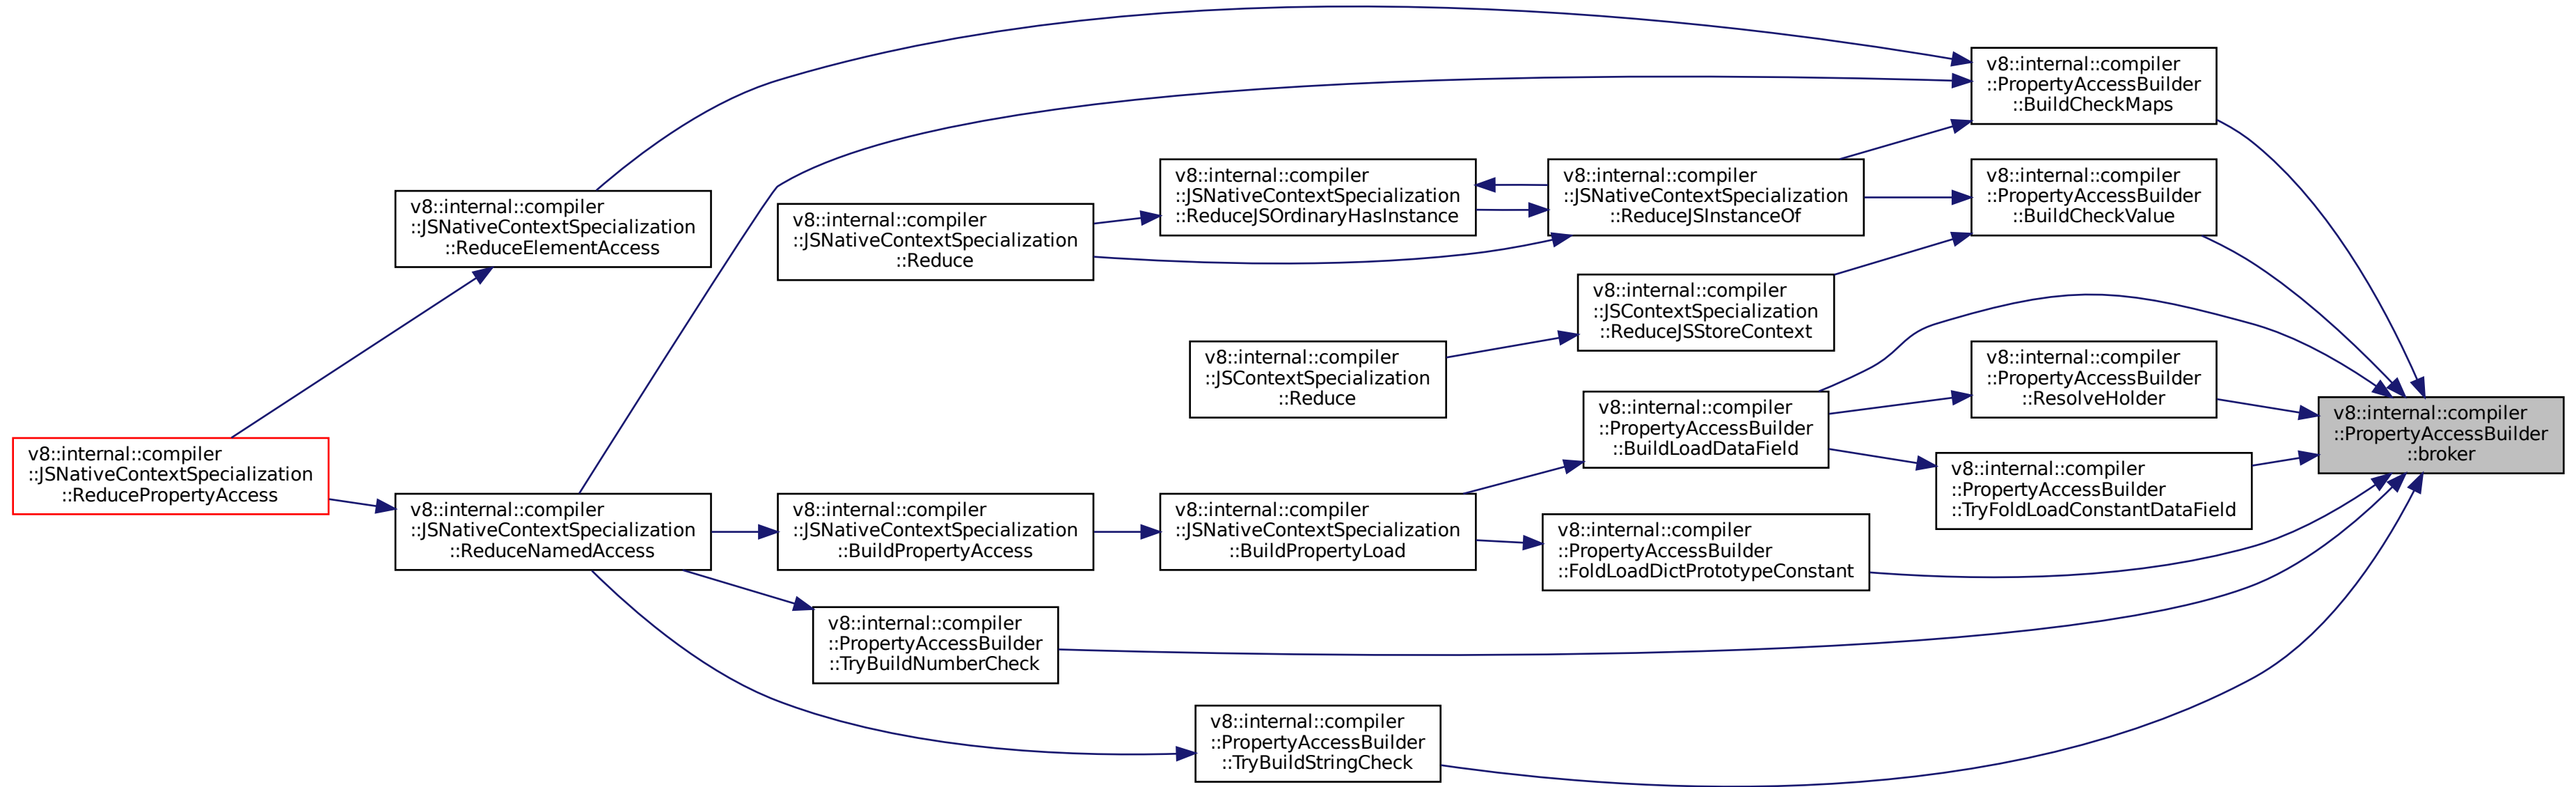 v8::internal::compiler
::PropertyAccessBuilder
::BuildCheckMaps
v8::internal::compiler
::JSNativeContextSpecialization
::ReduceElementAccess
v8::internal::compiler
::JSNativeContextSpecialization
::Reduce
v8::internal::compiler
::JSNativeContextSpecialization
::ReduceJSOrdinaryHasInstance
v8::internal::compiler
::JSNativeContextSpecialization
::ReduceJSInstanceOf
v8::internal::compiler
::PropertyAccessBuilder
::BuildCheckValue
v8::internal::compiler
::JSContextSpecialization
::ReduceJSStoreContext
v8::internal::compiler
::JSContextSpecialization
::Reduce
v8::internal::compiler
::PropertyAccessBuilder
::BuildLoadDataField
v8::internal::compiler
::PropertyAccessBuilder
::ResolveHolder
v8::internal::compiler
::PropertyAccessBuilder
::broker
v8::internal::compiler
::JSNativeContextSpecialization
::ReducePropertyAccess
v8::internal::compiler
::PropertyAccessBuilder
::TryFoldLoadConstantDataField
v8::internal::compiler
::JSNativeContextSpecialization
::ReduceNamedAccess
v8::internal::compiler
::JSNativeContextSpecialization
::BuildPropertyAccess
v8::internal::compiler
::JSNativeContextSpecialization
::BuildPropertyLoad
v8::internal::compiler
::PropertyAccessBuilder
::FoldLoadDictPrototypeConstant
v8::internal::compiler
::PropertyAccessBuilder
::TryBuildNumberCheck
v8::internal::compiler
::PropertyAccessBuilder
::TryBuildStringCheck